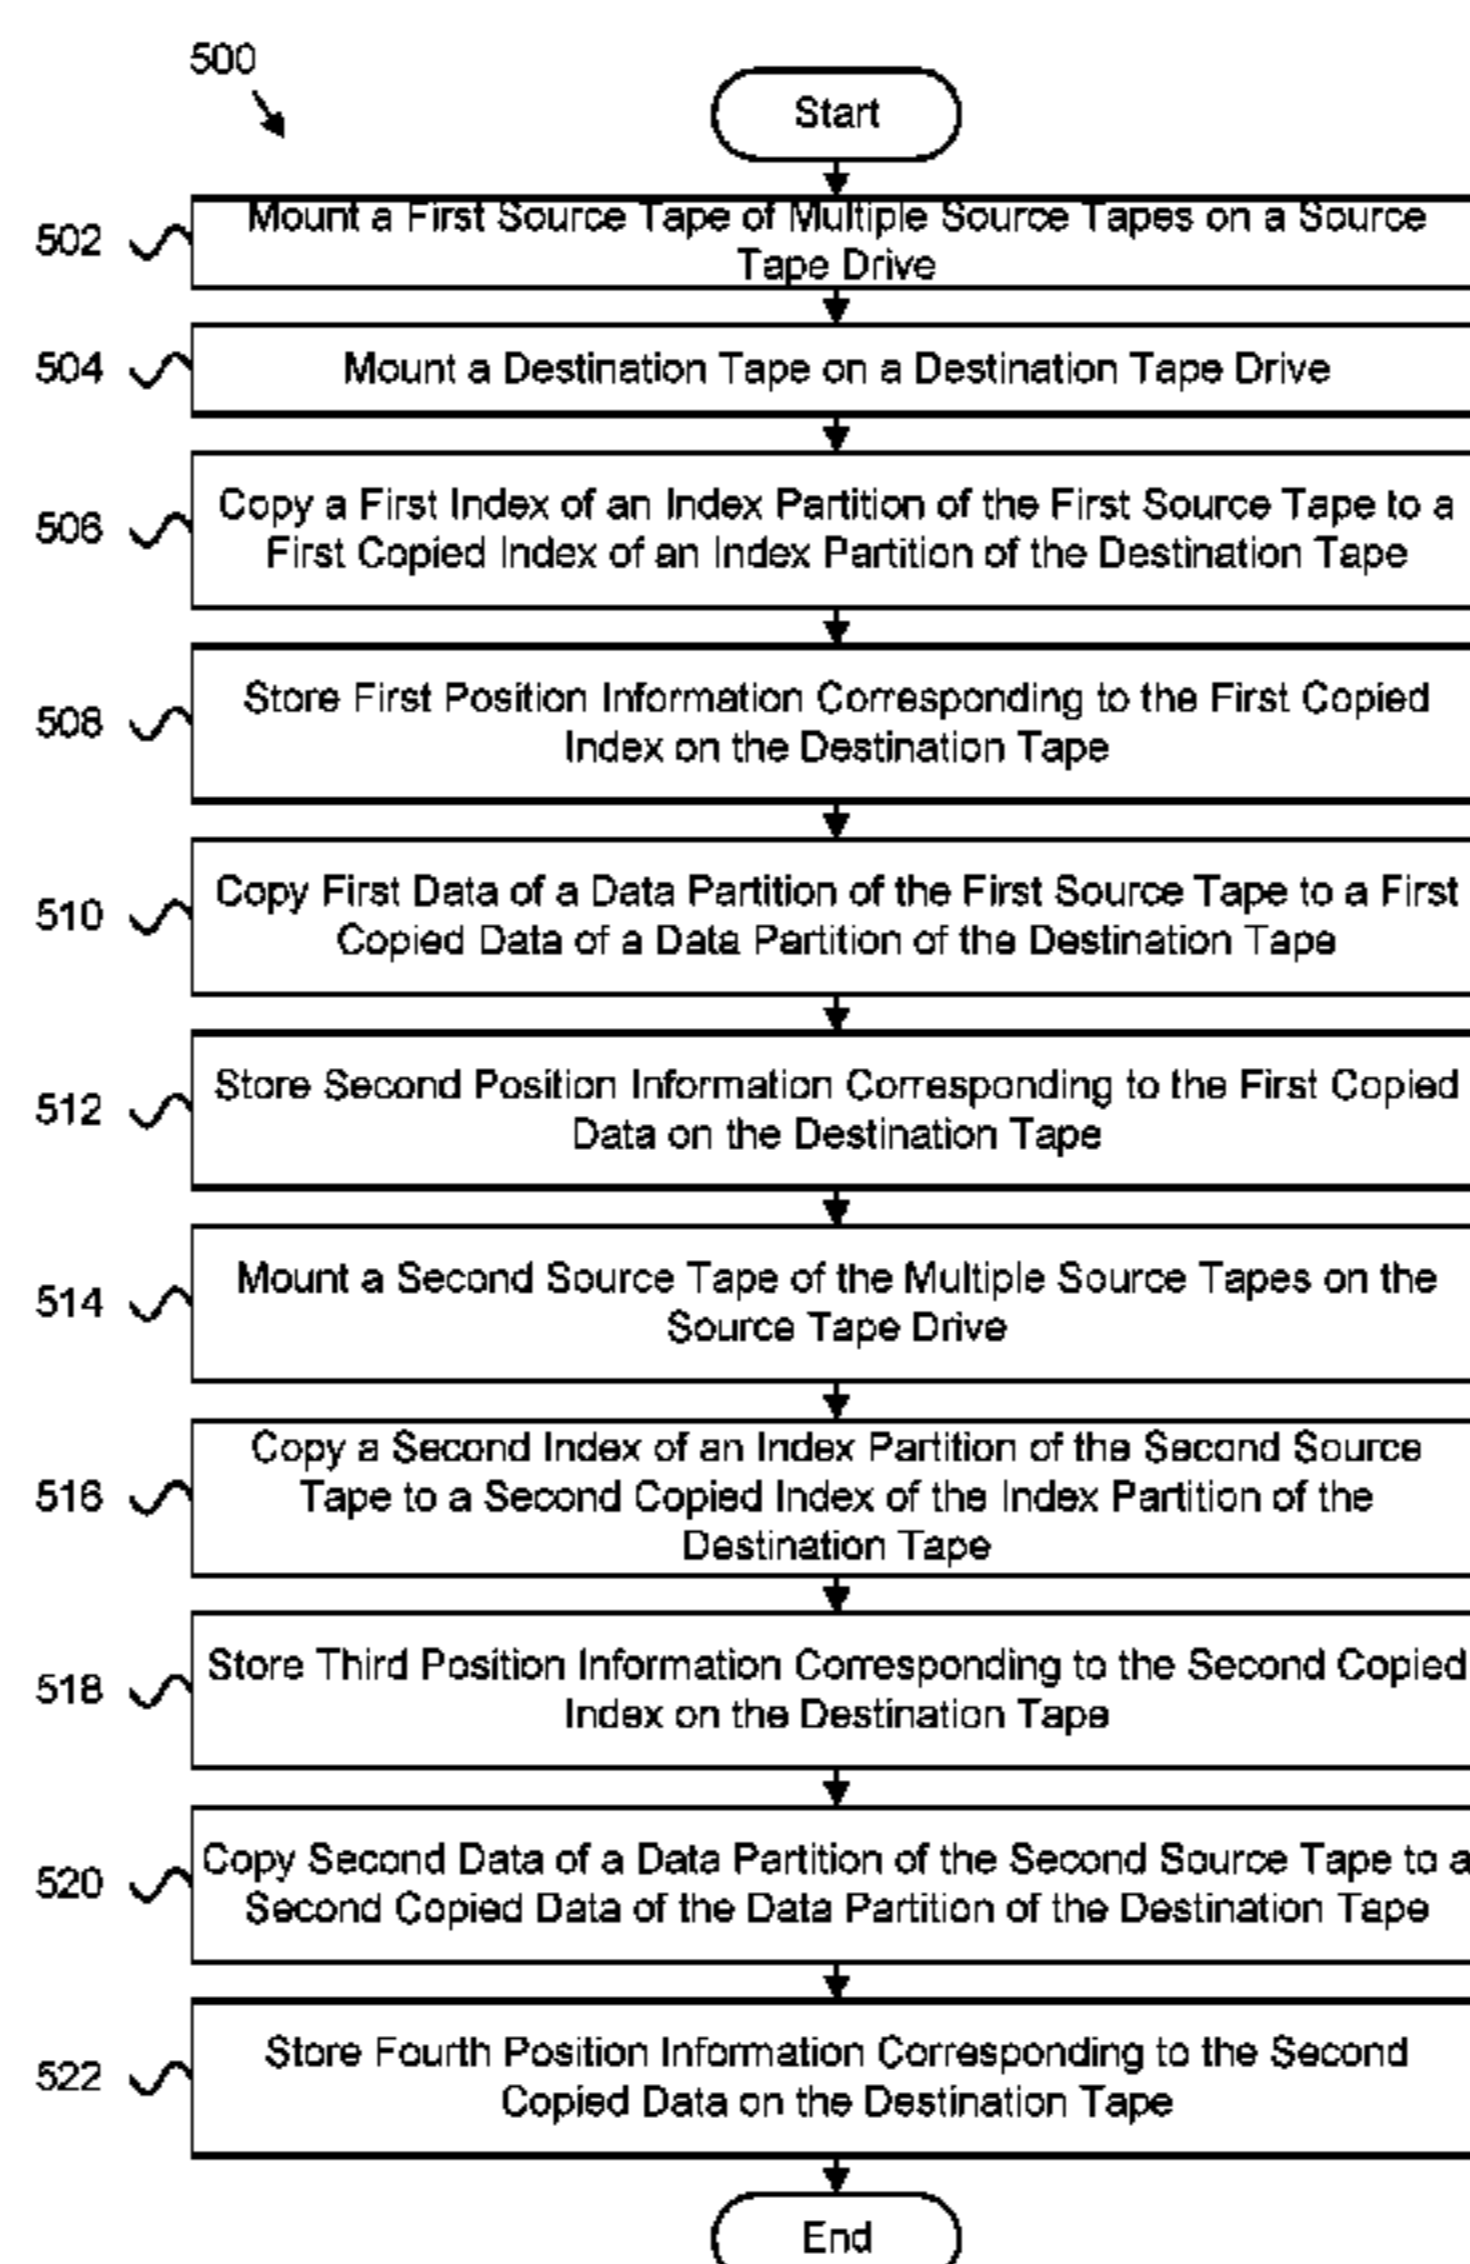 500
Start
502
Mount a First Source Tape of Multiple Source Tapes on a Source
Tape Drive
504
Mount a Destination Tape on a Destination Tape Drive
506
Copy a First Index of an Index Partition of the First Source Tape to a
First Copied Index of an Index Partition of the Destination Tape
508
Store First Position Information Corresponding to the First Copied
Index on the Destination Tape
510
Copy First Data of a Data Partition of the First Source Tape to a First
Copied Data of a Data Partition of the Destination Tape
512
Store Second Position Information Corresponding to the First Copied
Data on the Destination Tape
514
Mount a Second Source Tape of the Multiple Source Tapes on the
Source Tape Drive
516
Copy a Second Index of an Index Partition of the Second Source
Tape to a Second Copied Index of the Index Partition of the
Destination Tape
518
Store Third Position Information Corresponding to the Second Copied
Index on the Destination Tape
520
Copy Second Data of a Data Partition of the Second Source Tape to a
Second Copied Data of the Data Partition of the Destination Tape
522
Store Fourth Position Information Corresponding to the Second
Copied Data on the Destination Tape
End